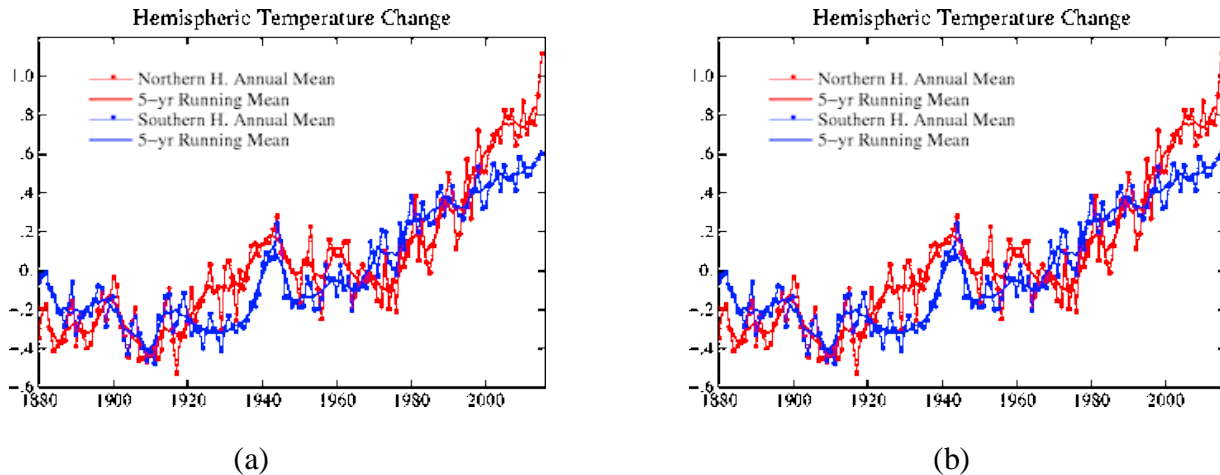 Hemispheric Temperature Change
1.0
.8
.6
.4
.2
0.
-.2
-.4
-.6
Northern H. Annual Mean
5-yr Running Mean
Southern H. Annual Mean
5-yr Running Mean
1880 1900 1920 1940 1960 1980 2000
(a)
Hemispheric Temperature Change
1.0
.8
.6
.4
.2
0.
-.2
-.4
-.6
Northern H. Annual Mean
5-yr Running Mean
Southern H. Annual Mean
5-yr Running Mean
1880 1900 1920 1940 1960 1980 2000
(b)